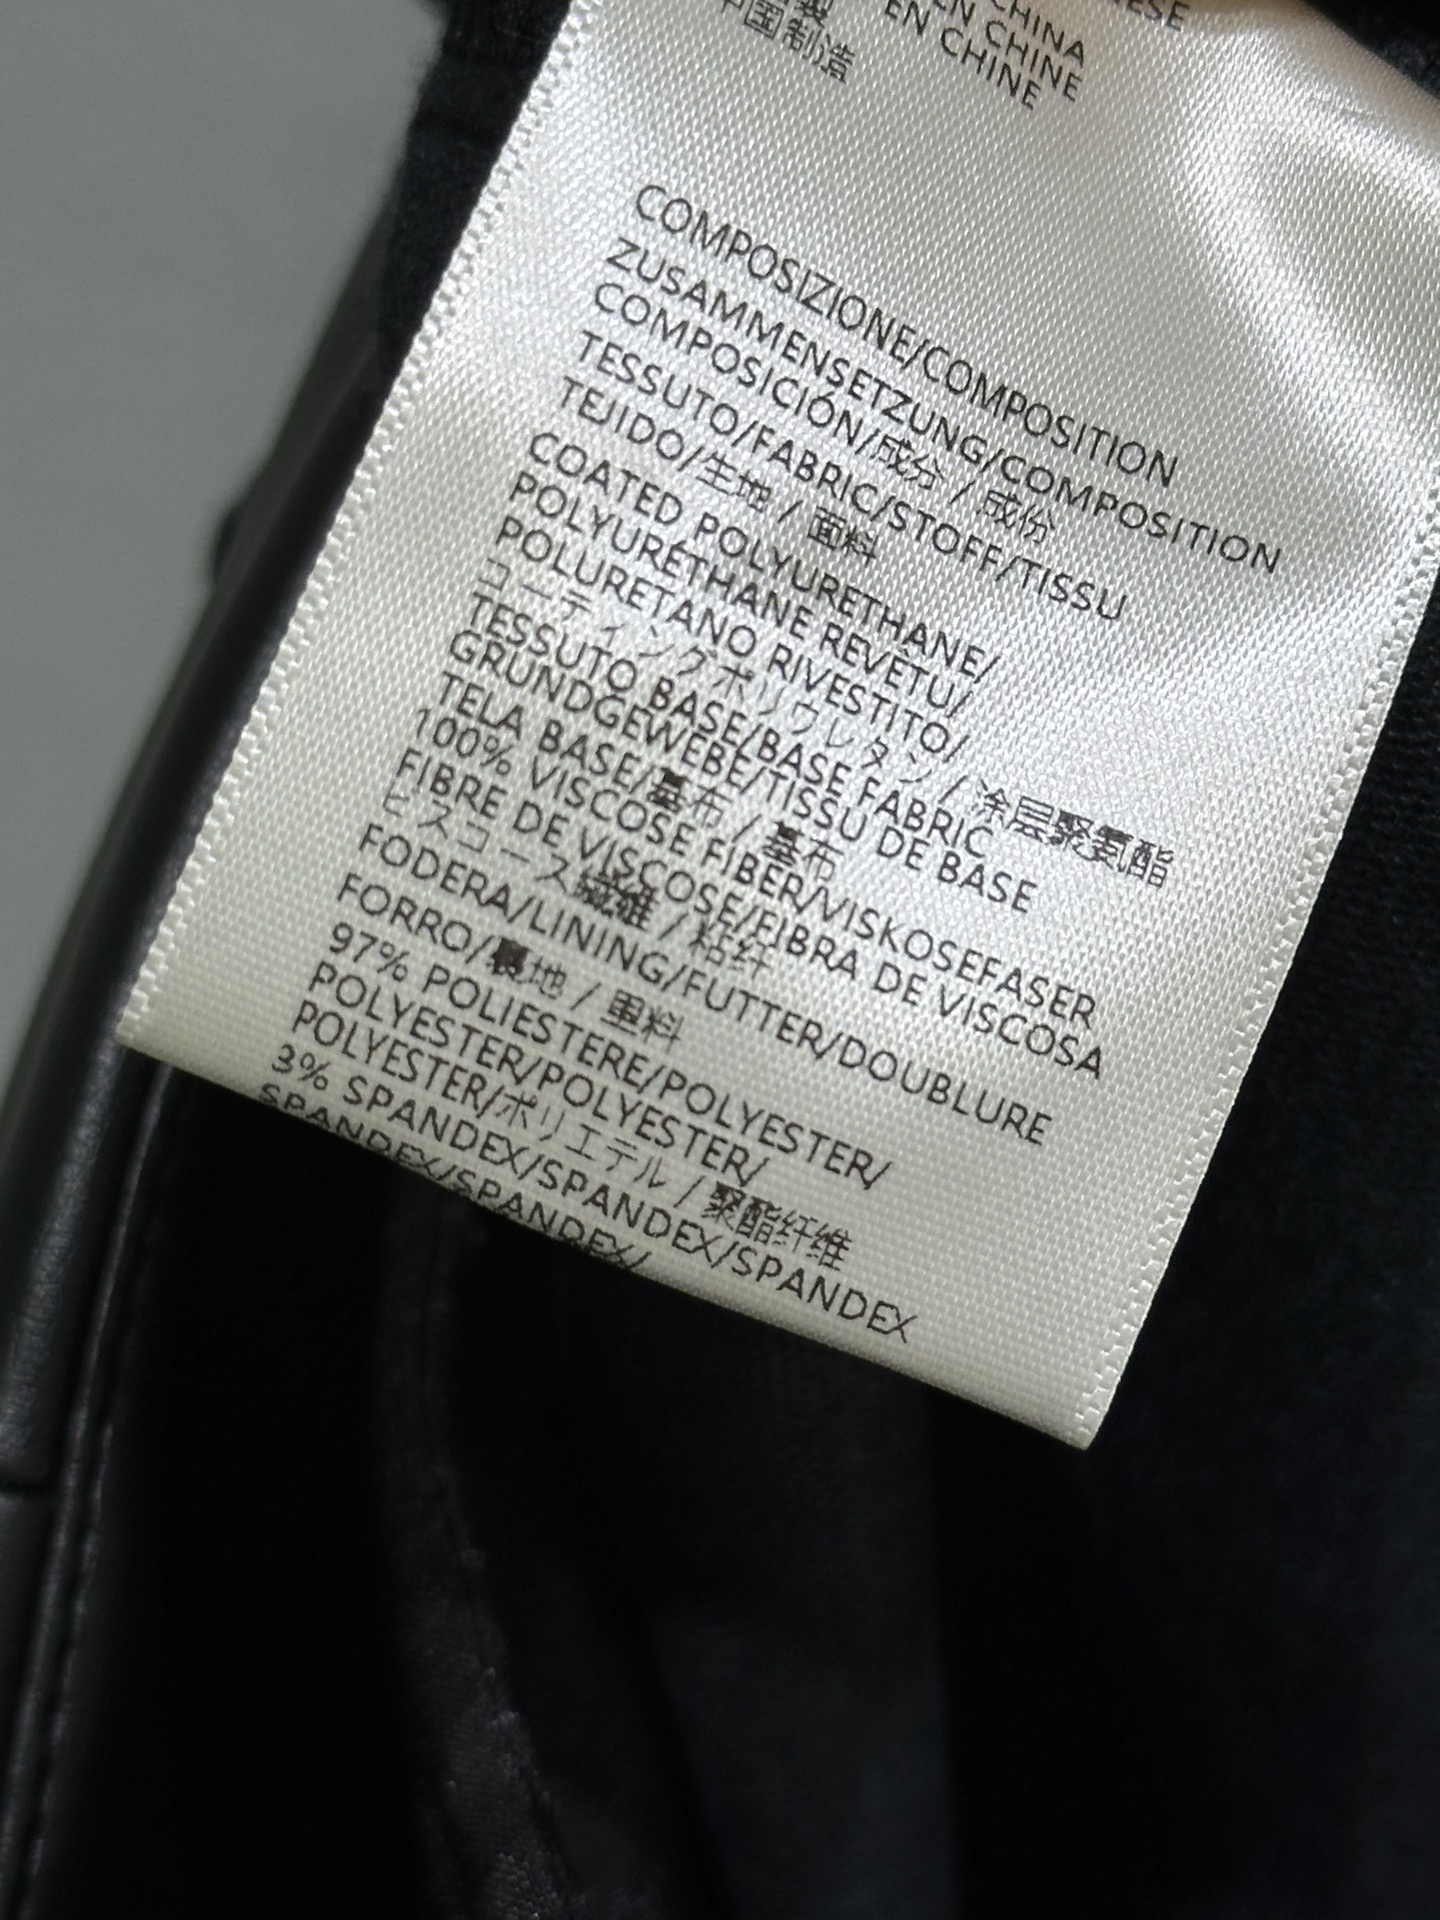 CHINA
EN CHINE
EN CHINE
中国制造
COMPOSIZIONE/COMPOSITION
ZUSAMMENSETZUNG/COMPOSITION
COMPOSICIÓN/成分 / 成份
TESSUTO/FABRIC/STOFF/TISSU
TEJIDO/生地 / 面料
COATED POLYURETHANE/
POLYURÉTHANE REVÊTU/
POLURETANO RIVESTITO/
コーティングポリウレタン / 涂层聚氨酯
TESSUTO BASE/BASE FABRIC
GRUNDGEWEBE/TISSU DE BASE
TELA BASE/基布 / 基布
100% VISCOSE FIBER/VISKOSEFASER
FIBRE DE VISCOSE/FIBRA DE VISCOSA
ビスコース繊維 / 粘纤
FODERA/LINING/FUTTER/DOUBLURE
FORRO/裏地 / 里料
97% POLIESTERE/POLYESTER/
POLYESTER/POLYESTER/
POLYESTER/ポリエテル / 聚酯纤维
3% SPANDEX/SPANDEX/SPANDEX
SPANDEX/SPANDEX/